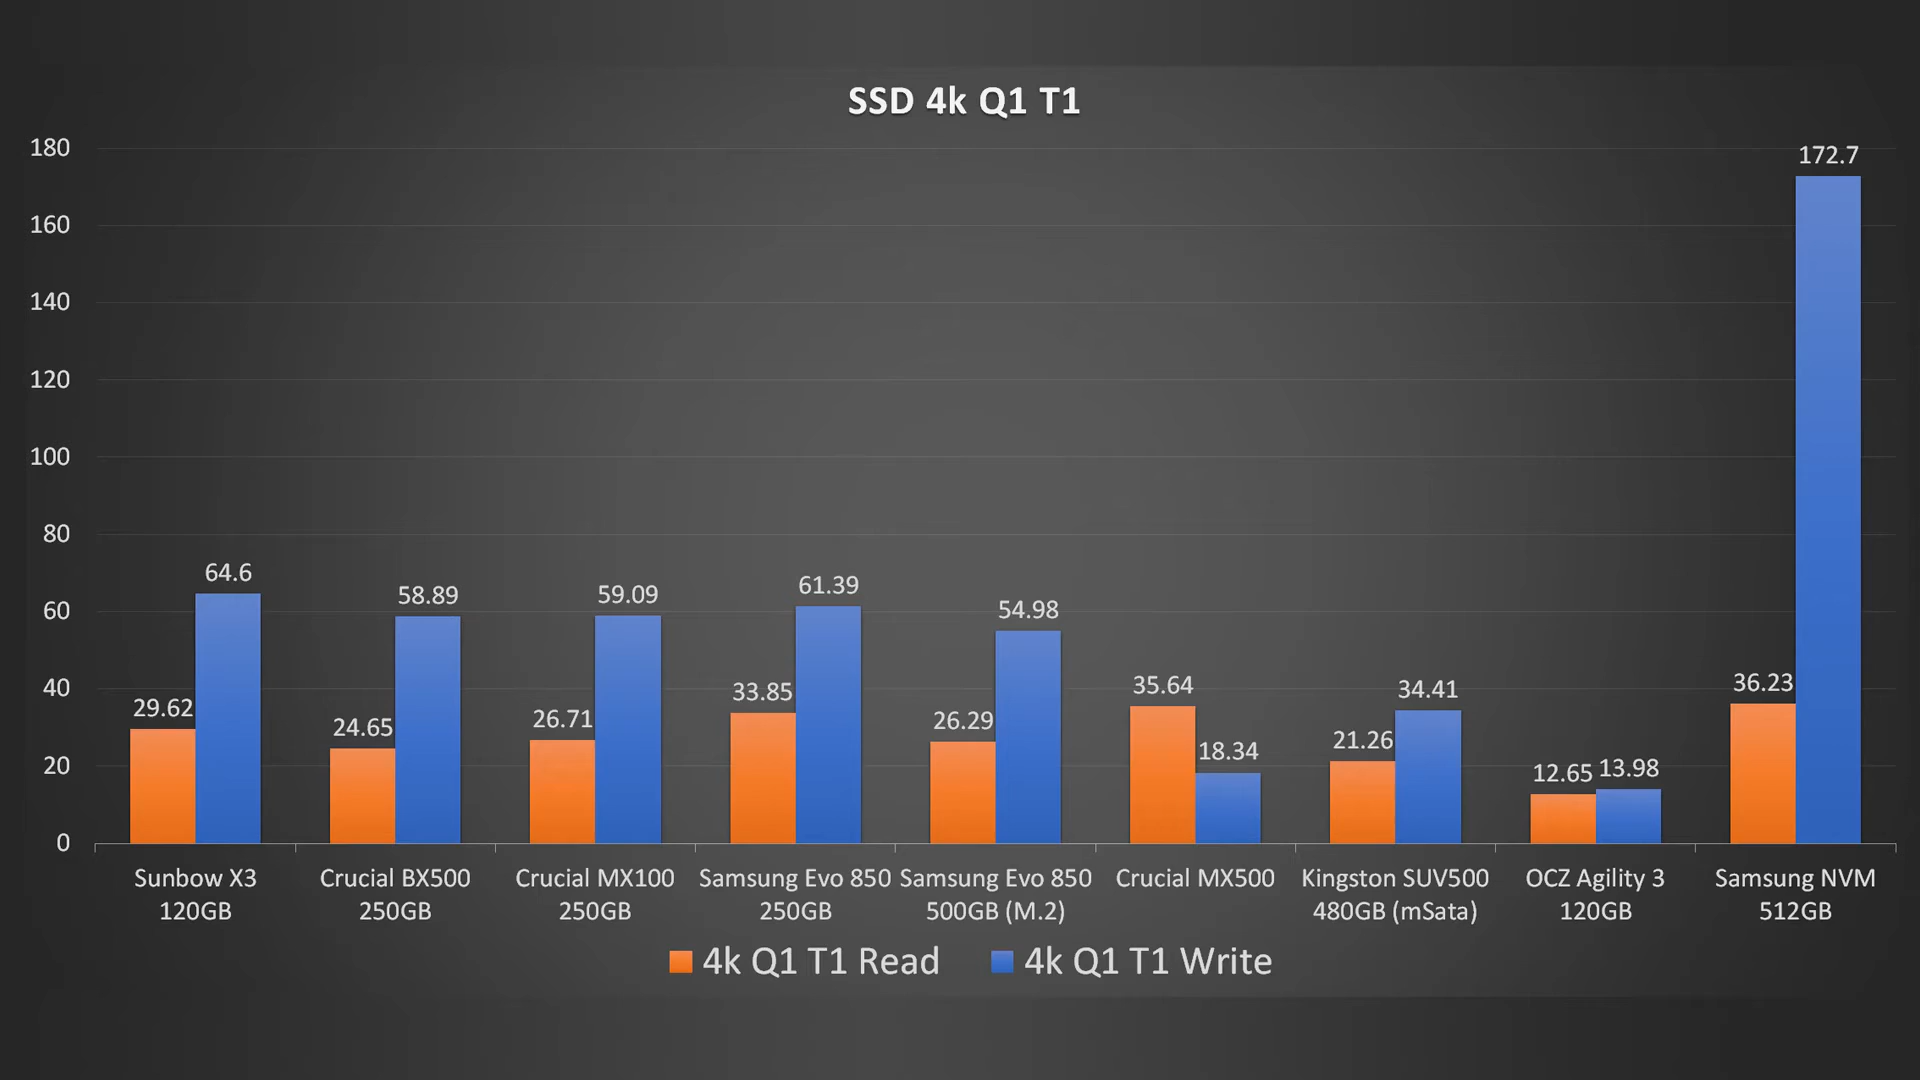 SSD 4k Q1 T1
180
160
140
120
100
80
60
40
20
0
29.62
64.6
24.65
58.89
26.71
59.09
33.85
61.39
26.29
54.98
35.64
18.34
21.26
34.41
12.65
13.98
36.23
172.7
Sunbow X3
120GB
Crucial BX500
250GB
Crucial MX100
250GB
Samsung Evo 850
250GB
Samsung Evo 850
500GB (M.2)
Crucial MX500
Kingston SUV500
480GB (mSata)
OCZ Agility 3
120GB
Samsung NVM
512GB
4k Q1 T1 Read
4k Q1 T1 Write